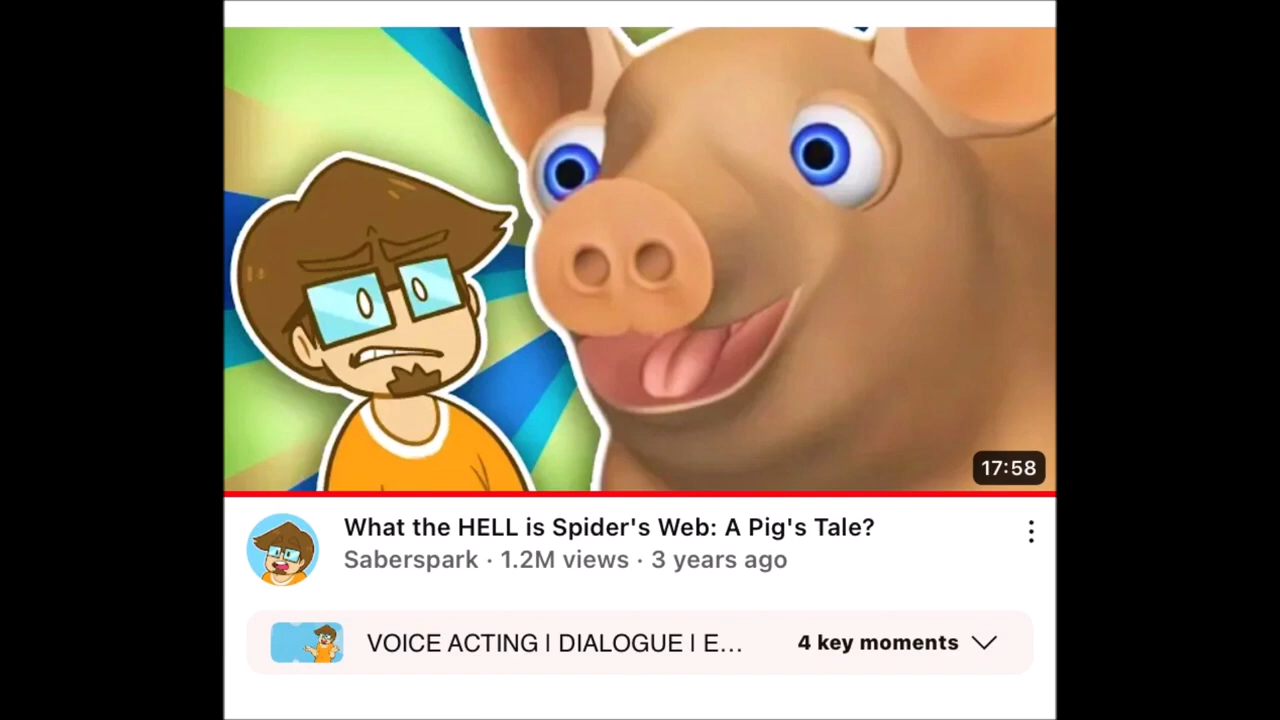 17:58
What the HELL is Spider's Web: A Pig's Tale?
Saberspark · 1.2M views · 3 years ago
VOICE ACTING | DIALOGUE | E... 4 key moments